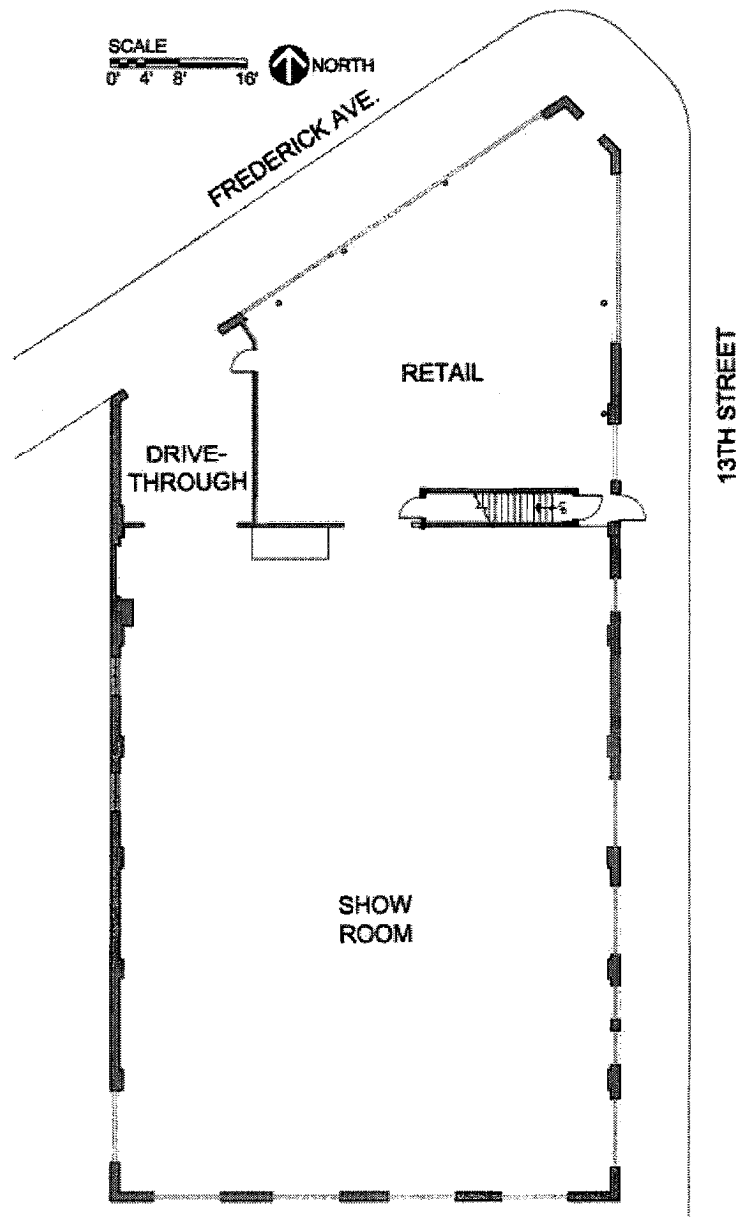 SCALE
0' 4' 8' 16'
NORTH
FREDERICK AVE.
RETAIL
13TH STREET
DRIVE-
THROUGH
SHOW
ROOM